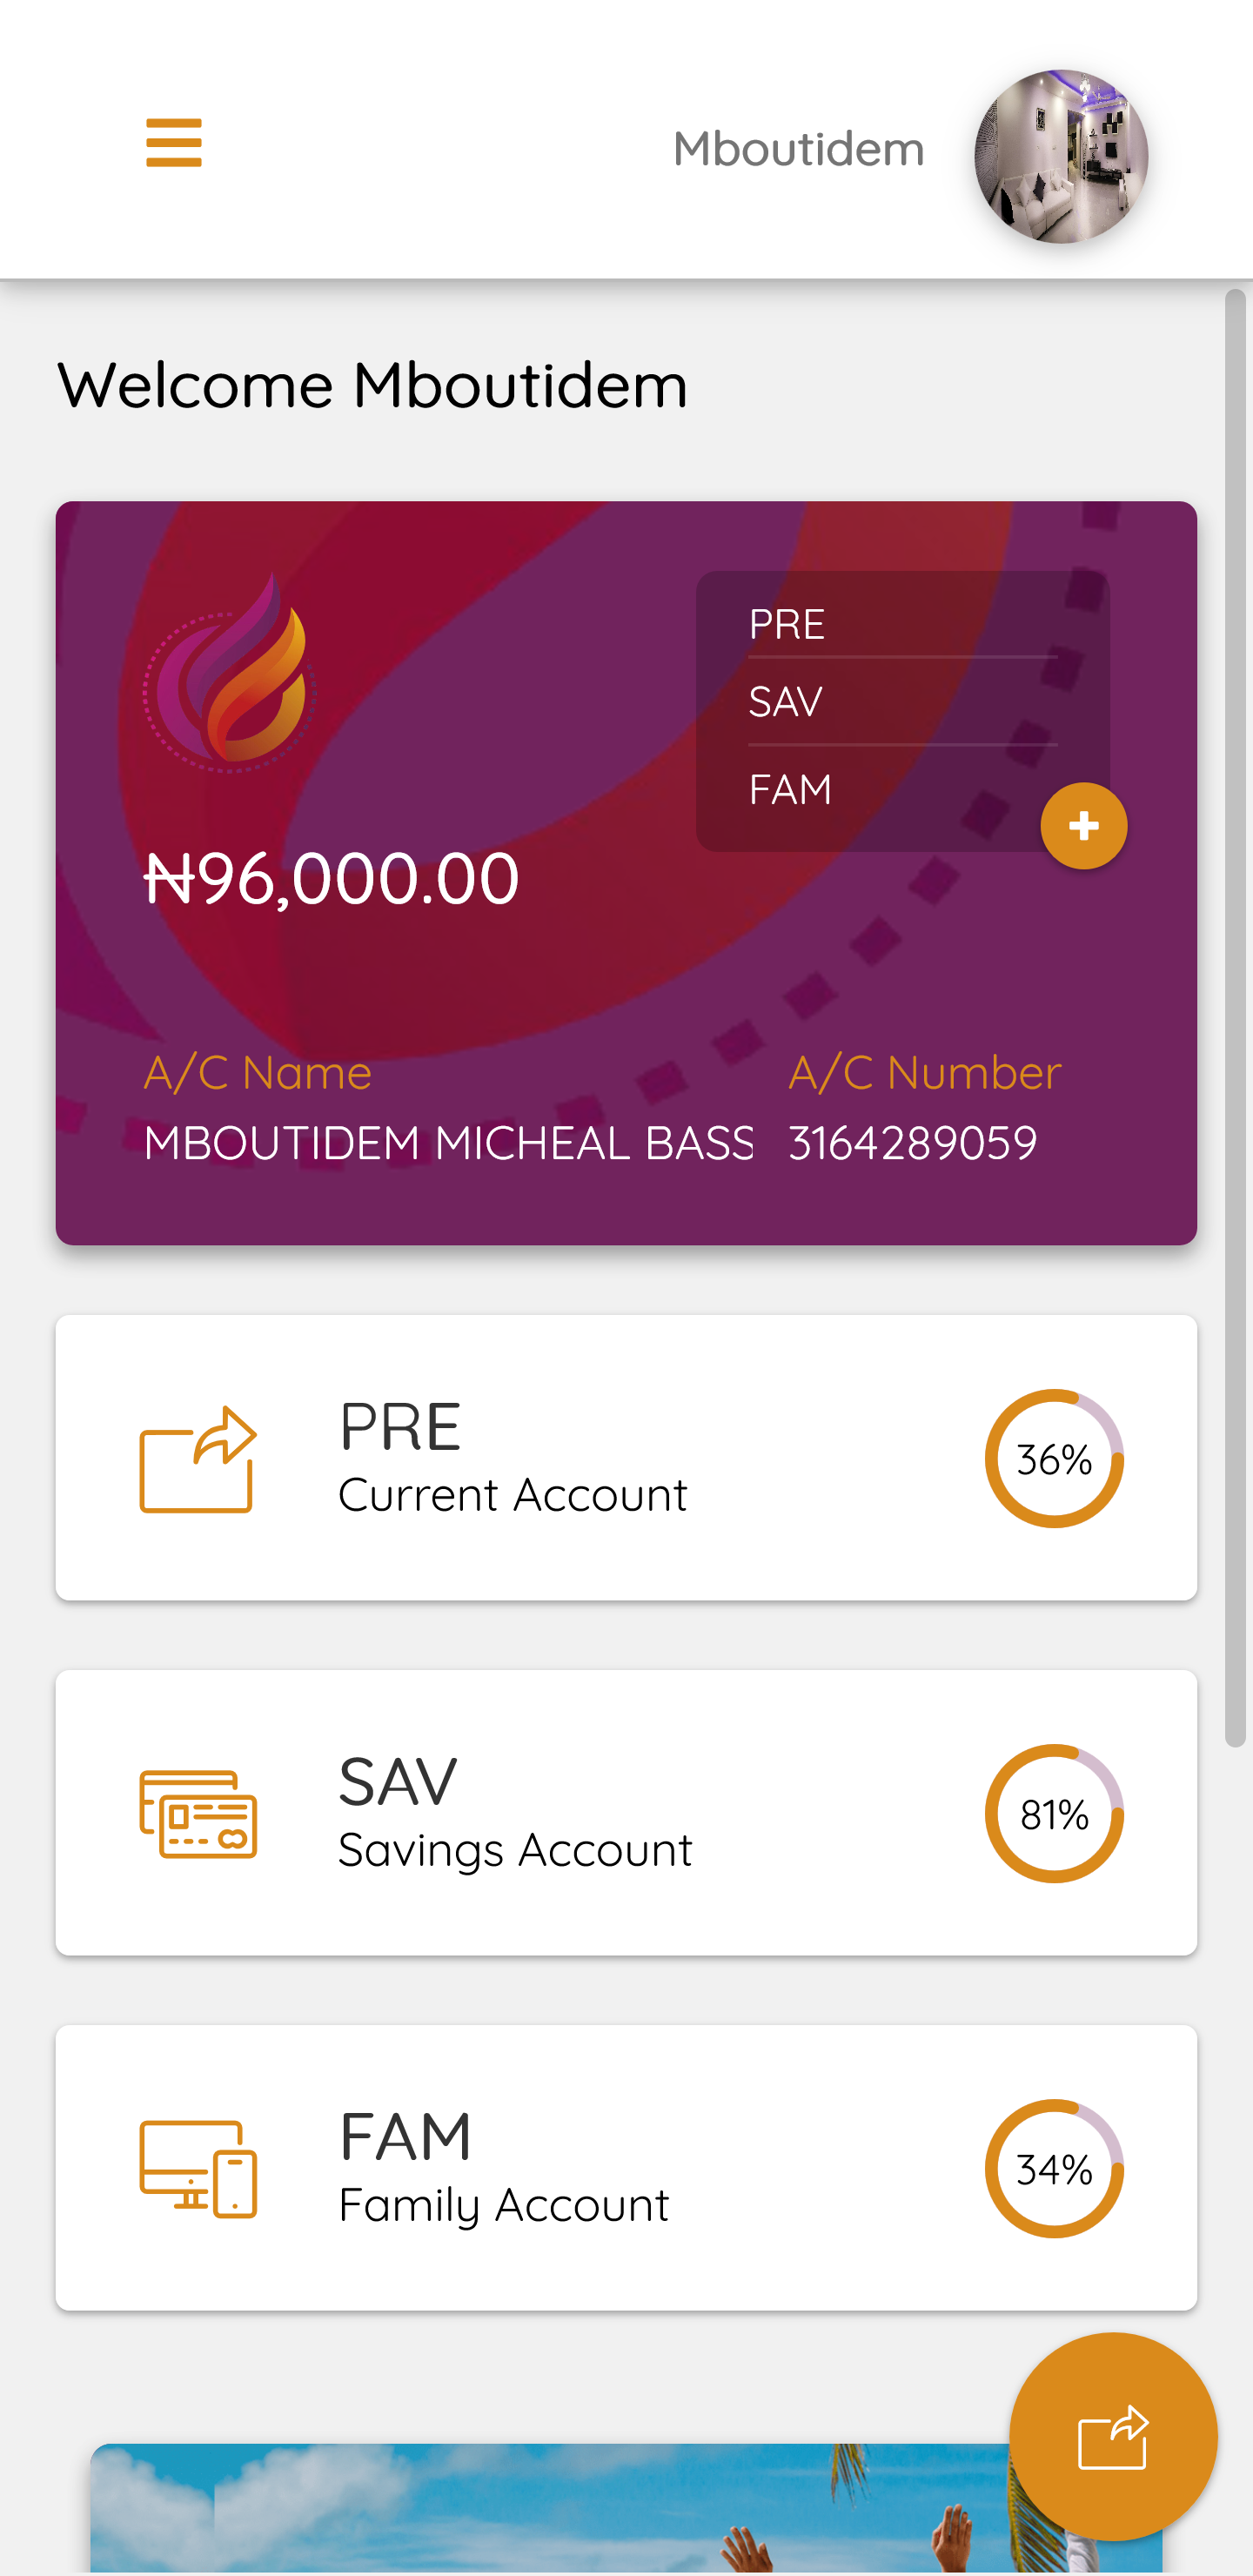 Mboutidem
Welcome Mboutidem
PRE
SAV
FAM
₦96,000.00
A/C Name
A/C Number
MBOUTIDEM MICHEAL BASS
3164289059
PRE
Current Account
36%
SAV
Savings Account
81%
FAM
Family Account
34%